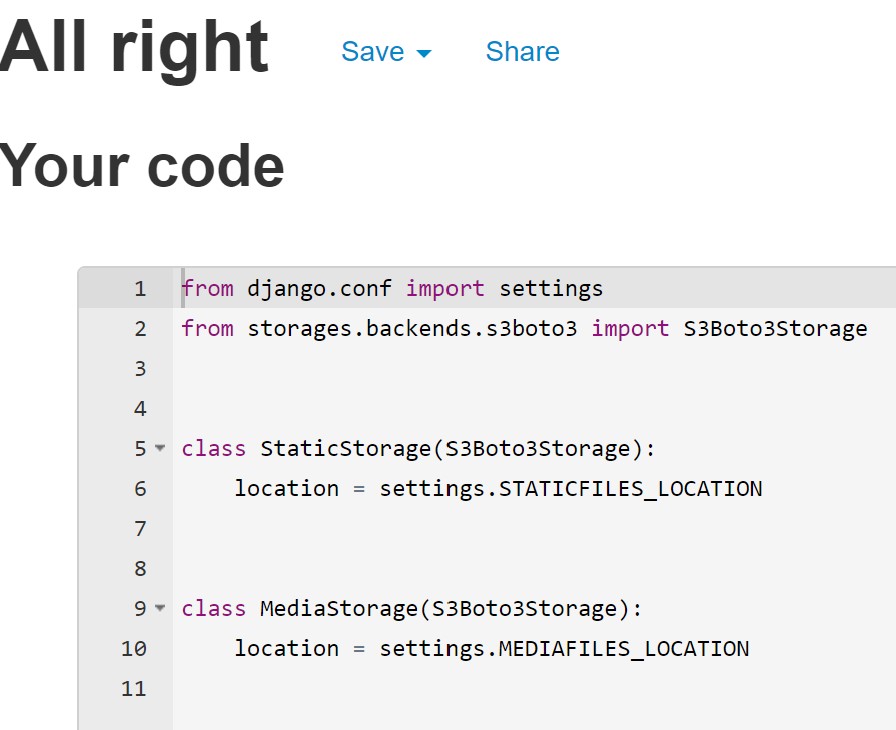 All right Save Share
Your code
1 from django.conf import settings
2 from storages.backends.s3boto3 import S3Boto3Storage
3
4
5 class StaticStorage(S3Boto3Storage):
6     location = settings.STATICFILES_LOCATION
7
8
9 class MediaStorage(S3Boto3Storage):
10     location = settings.MEDIAFILES_LOCATION
11